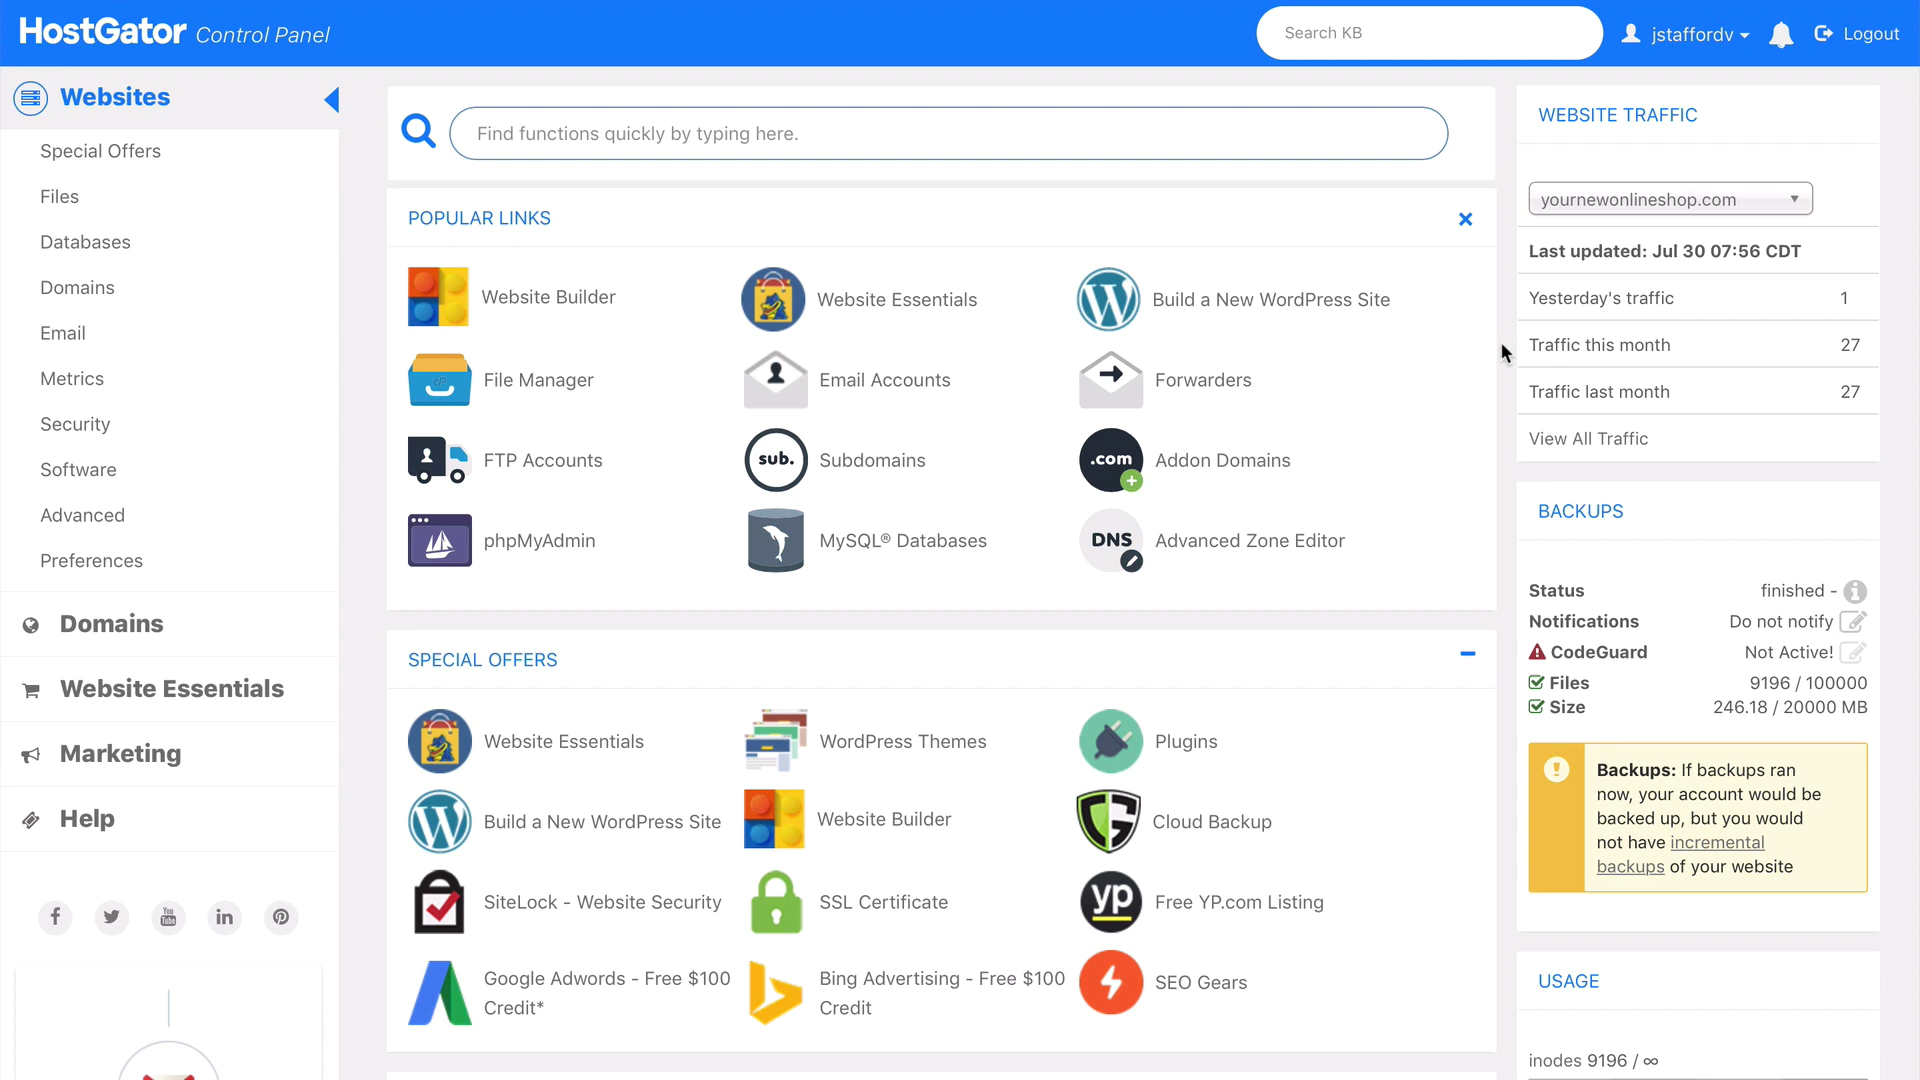 HostGator Control Panel
Search KB
jstaffordv
Logout
Websites
Special Offers
Files
Databases
Domains
Email
Metrics
Security
Software
Advanced
Preferences
Domains
Website Essentials
Marketing
Help
Find functions quickly by typing here.
POPULAR LINKS
Website Builder
Website Essentials
Build a New WordPress Site
File Manager
Email Accounts
Forwarders
FTP Accounts
sub.
Subdomains
.com
Addon Domains
phpMyAdmin
MySQL® Databases
DNS
Advanced Zone Editor
SPECIAL OFFERS
Website Essentials
WordPress Themes
Plugins
Build a New WordPress Site
Website Builder
Cloud Backup
SiteLock - Website Security
SSL Certificate
yp
Free YP.com Listing
Google Adwords - Free $100
Credit*
Bing Advertising - Free $100
Credit
SEO Gears
WEBSITE TRAFFIC
yournewonlineshop.com
Last updated: Jul 30 07:56 CDT
Yesterday's traffic 1
Traffic this month 27
Traffic last month 27
View All Traffic
BACKUPS
Status finished -
Notifications Do not notify
CodeGuard Not Active!
Files 9196 / 100000
Size 246.18 / 20000 MB
Backups: If backups ran
now, your account would be
backed up, but you would
not have incremental
backups of your website
USAGE
inodes 9196 / ∞